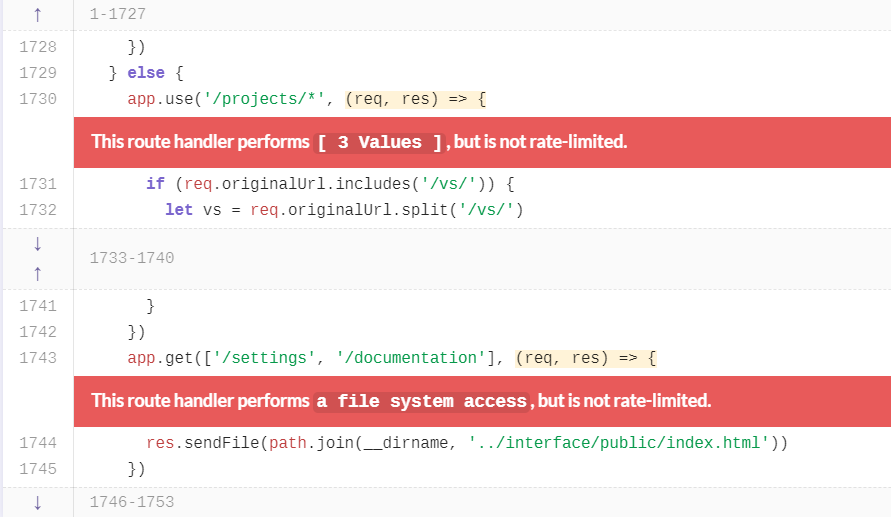 ↑ 1-1727
1728 })
1729 } else {
1730 app.use('/projects/*', (req, res) => {
This route handler performs [ 3 Values ], but is not rate-limited.
1731 if (req.originalUrl.includes('/vs/')) {
1732 let vs = req.originalUrl.split('/vs/')
↓
↑ 1733-1740
1741 }
1742 })
1743 app.get(['/settings', '/documentation'], (req, res) => {
This route handler performs a file system access, but is not rate-limited.
1744 res.sendFile(path.join(__dirname, '../interface/public/index.html'))
1745 })
↓ 1746-1753